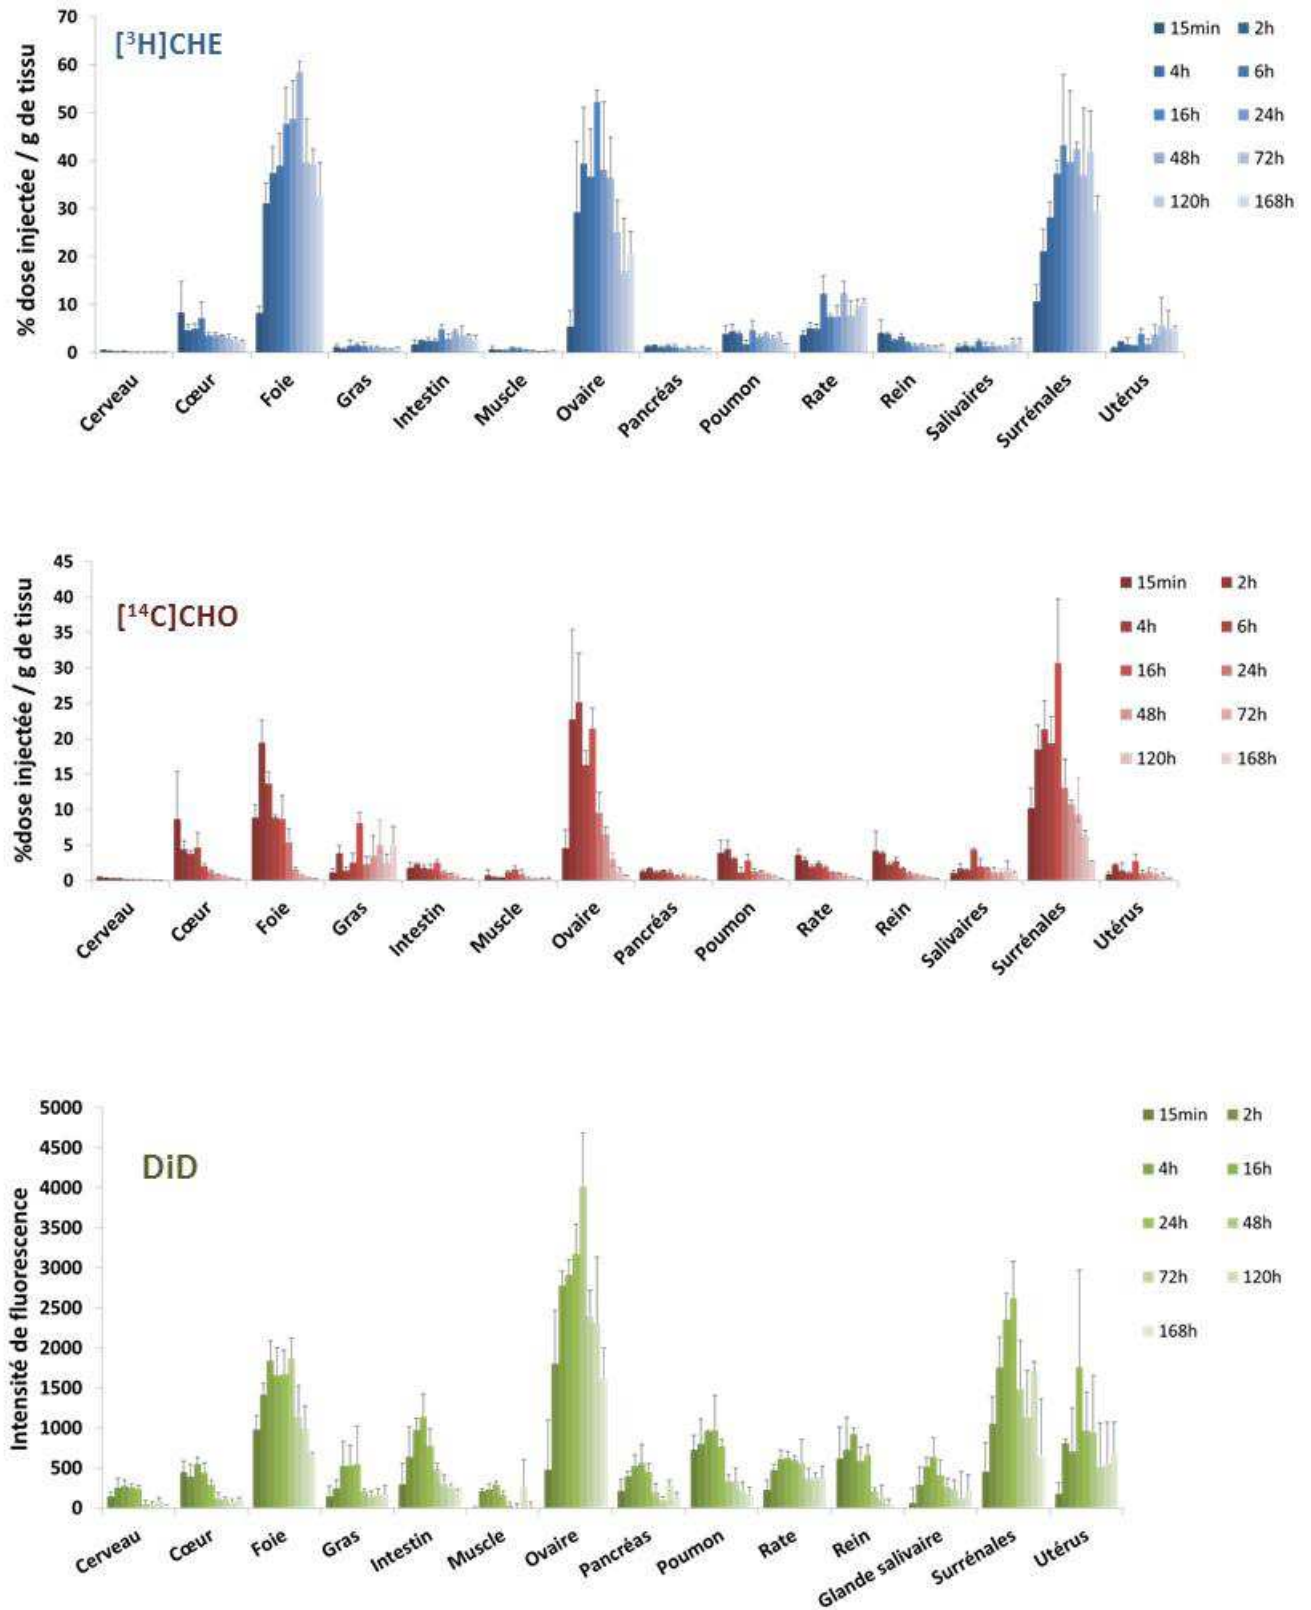 [³H]CHE
% dose injectée / g de tissu
70
60
50
40
30
20
10
0
15min 2h
4h 6h
16h 24h
48h 72h
120h 168h
Cerveau Cœur Foie Gras Intestin Muscle Ovaire Pancréas Poumon Rate Rein Salivaires Surrénales Utérus
[¹⁴C]CHO
%dose injectée / g de tissu
45
40
35
30
25
20
15
10
5
0
15min 2h
4h 6h
16h 24h
48h 72h
120h 168h
Cerveau Cœur Foie Gras Intestin Muscle Ovaire Pancréas Poumon Rate Rein Salivaires Surrénales Utérus
DiD
Intensité de fluorescence
5000
4500
4000
3500
3000
2500
2000
1500
1000
500
0
15min 2h
4h 16h
24h 48h
72h 120h
168h
Cerveau Cœur Foie Gras Intestin Muscle Ovaire Pancréas Poumon Rate Rein Glande salivaire Surrénales Utérus